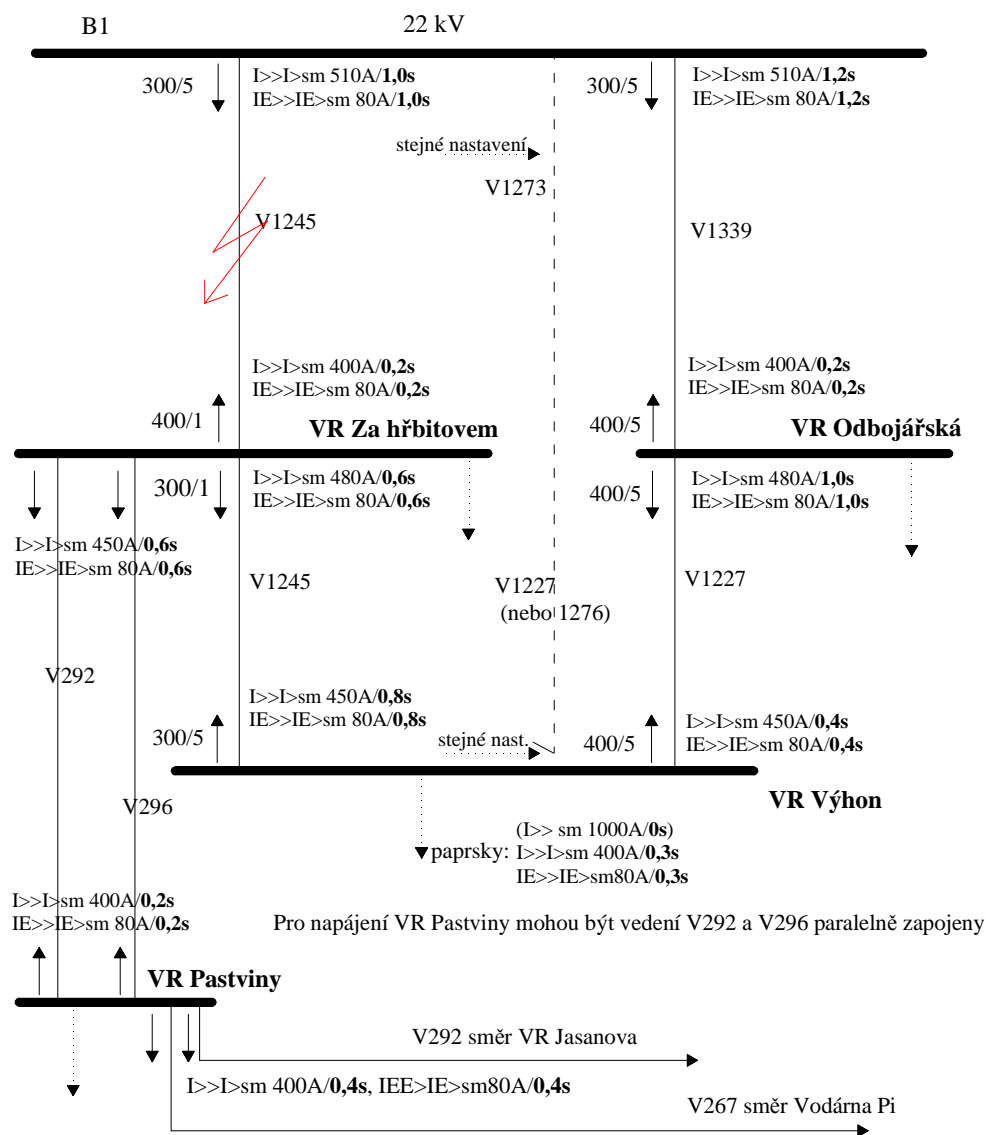 B1
22 kV
300/5
I>>I>sm 510A/1,0s
IE>>IE>sm 80A/1,0s
300/5
I>>I>sm 510A/1,2s
IE>>IE>sm 80A/1,2s
stejné nastavení
V1273
V1245
V1339
I>>I>sm 400A/0,2s
IE>>IE>sm 80A/0,2s
I>>I>sm 400A/0,2s
IE>>IE>sm 80A/0,2s
400/1
VR Za hřbitovem
400/5
VR Odbojářská
300/1
I>>I>sm 480A/0,6s
IE>>IE>sm 80A/0,6s
400/5
I>>I>sm 480A/1,0s
IE>>IE>sm 80A/1,0s
I>>I>sm 450A/0,6s
IE>>IE>sm 80A/0,6s
V1245
V1227
(nebo 1276)
V1227
V292
I>>I>sm 450A/0,8s
IE>>IE>sm 80A/0,8s
300/5
stejné nast.
400/5
I>>I>sm 450A/0,4s
IE>>IE>sm 80A/0,4s
V296
VR Výhon
(I>> sm 1000A/0s)
paprsky: I>>I>sm 400A/0,3s
IE>>IE>sm80A/0,3s
I>>I>sm 400A/0,2s
IE>>IE>sm 80A/0,2s
Pro napájení VR Pastviny mohou být vedení V292 a V296 paralelně zapojeny
VR Pastviny
V292 směr VR Jasanova
I>>I>sm 400A/0,4s, IEE>IE>sm80A/0,4s
V267 směr Vodárna Pi